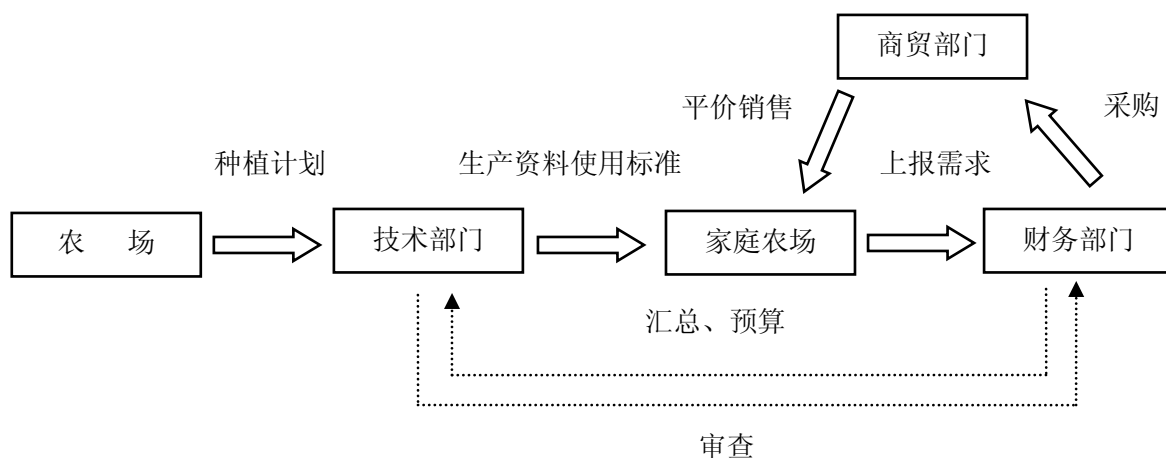 商贸部门
平价销售
采购
种植计划
生产资料使用标准
上报需求
农 场
技术部门
家庭农场
财务部门
汇总、预算
审查